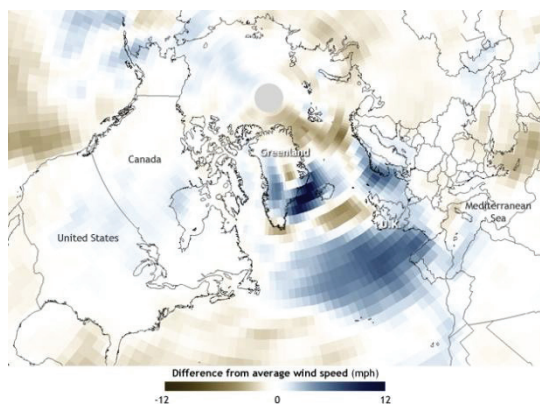 Greenland
Canada
Mediterranean
Sea
U.K.
United States
Difference from average wind speed (mph)
-12
0
12